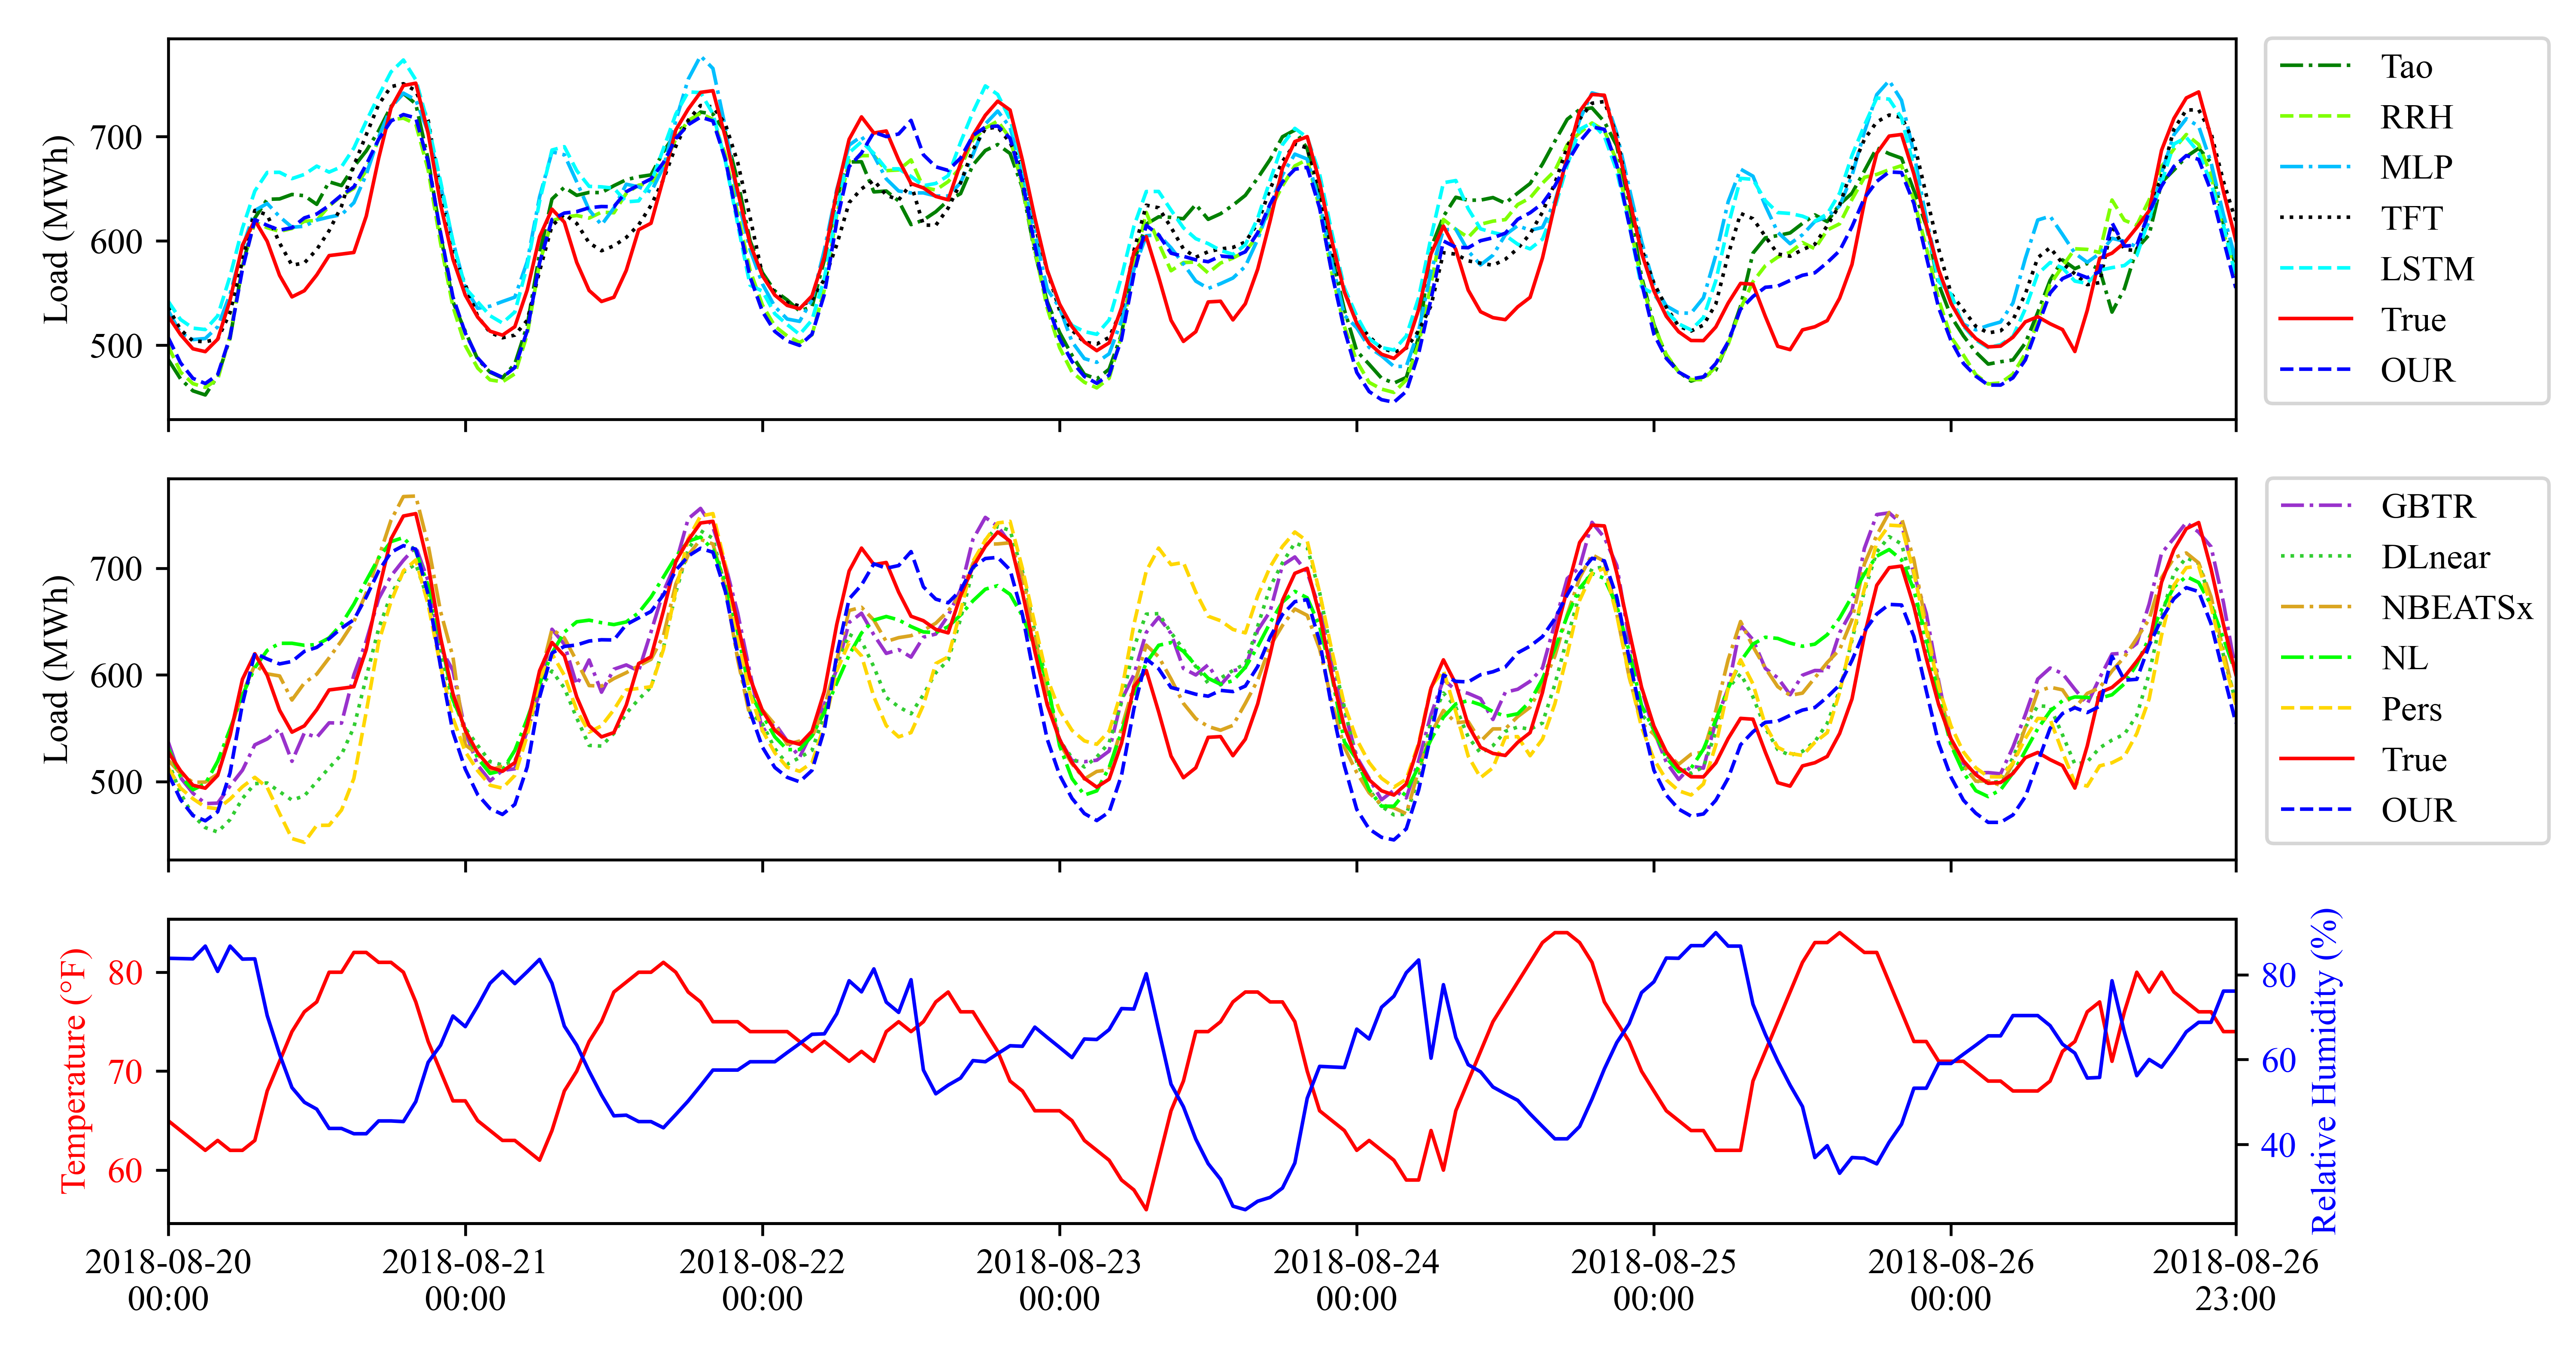 Load (MWh)
700
600
500
Tao
RRH
MLP
TFT
LSTM
True
OUR
Load (MWh)
700
600
500
GBTR
DLnear
NBEATSx
NL
Pers
True
OUR
Temperature (°F)
80
70
60
80
60
40
Relative Humidity (%)
2018-08-20 2018-08-21 2018-08-22 2018-08-23 2018-08-24 2018-08-25 2018-08-26 2018-08-26
00:00 00:00 00:00 00:00 00:00 00:00 00:00 23:00